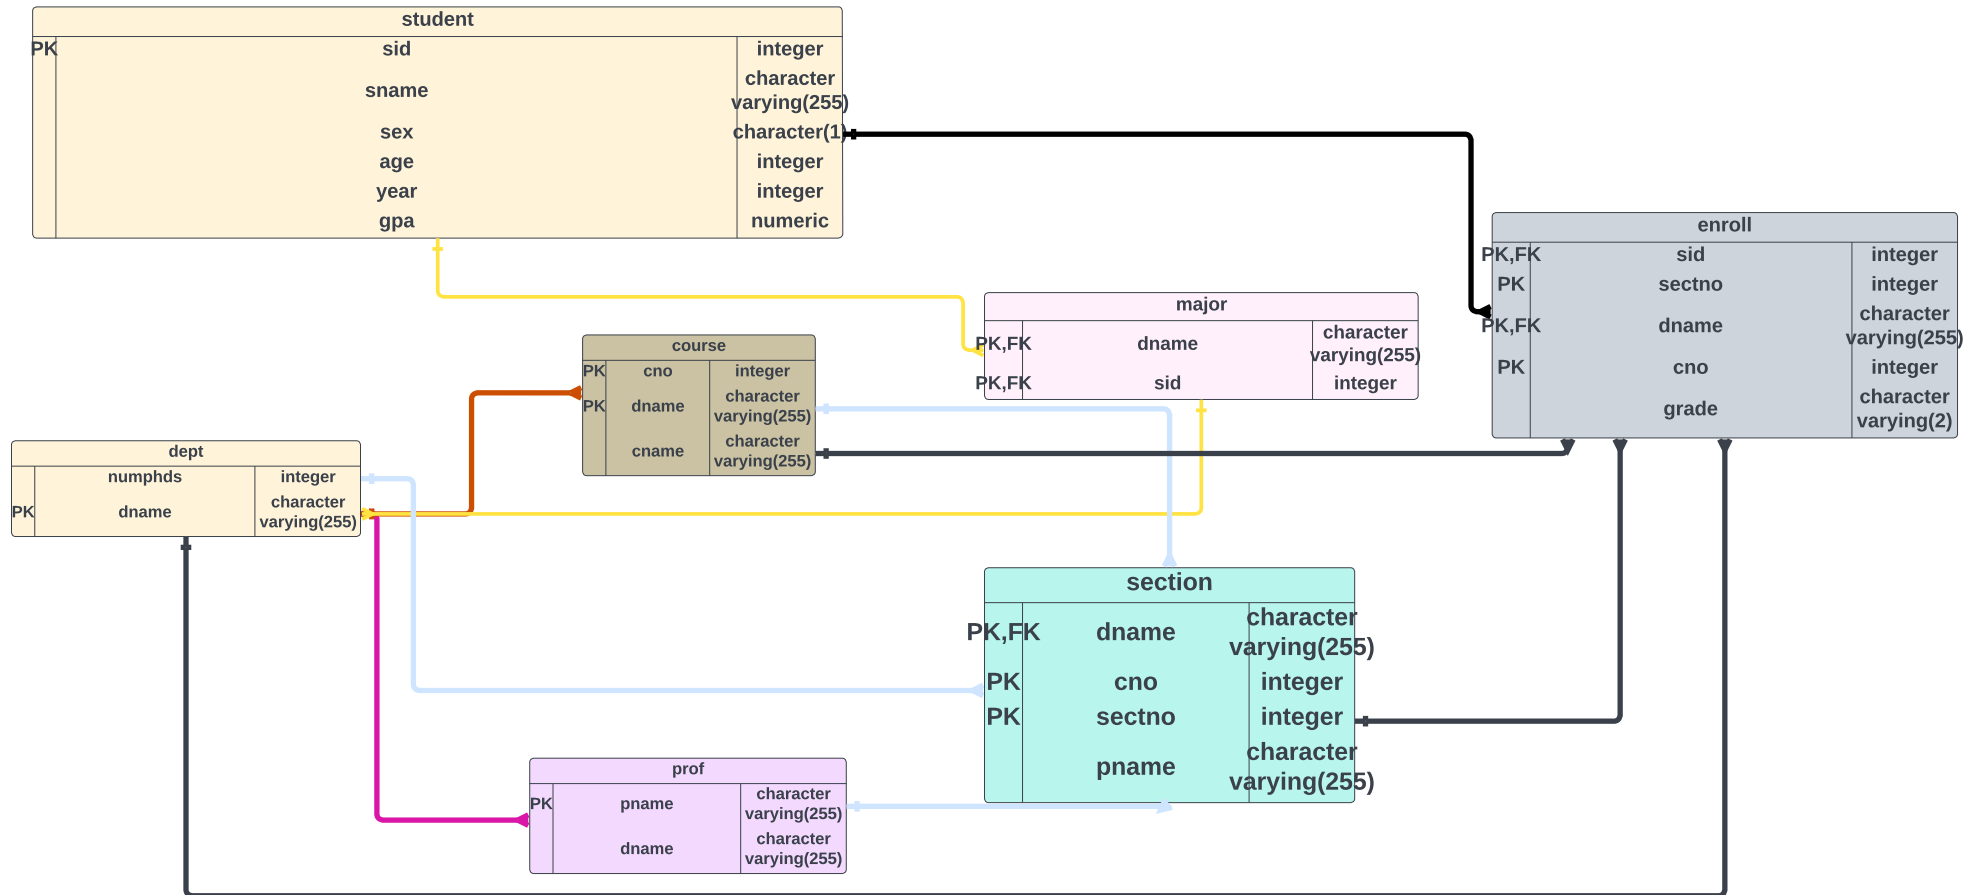 student
PK sid integer
sname character varying(255)
sex character(1)
age integer
year integer
gpa numeric
enroll
PK,FK sid integer
PK sectno integer
PK,FK dname character varying(255)
PK cno integer
grade character varying(2)
major
PK,FK dname character varying(255)
PK,FK sid integer
course
PK cno integer
PK dname character varying(255)
cname character varying(255)
dept
numphds integer
PK dname character varying(255)
section
PK,FK dname character varying(255)
PK cno integer
PK sectno integer
pname character varying(255)
prof
PK pname character varying(255)
dname character varying(255)